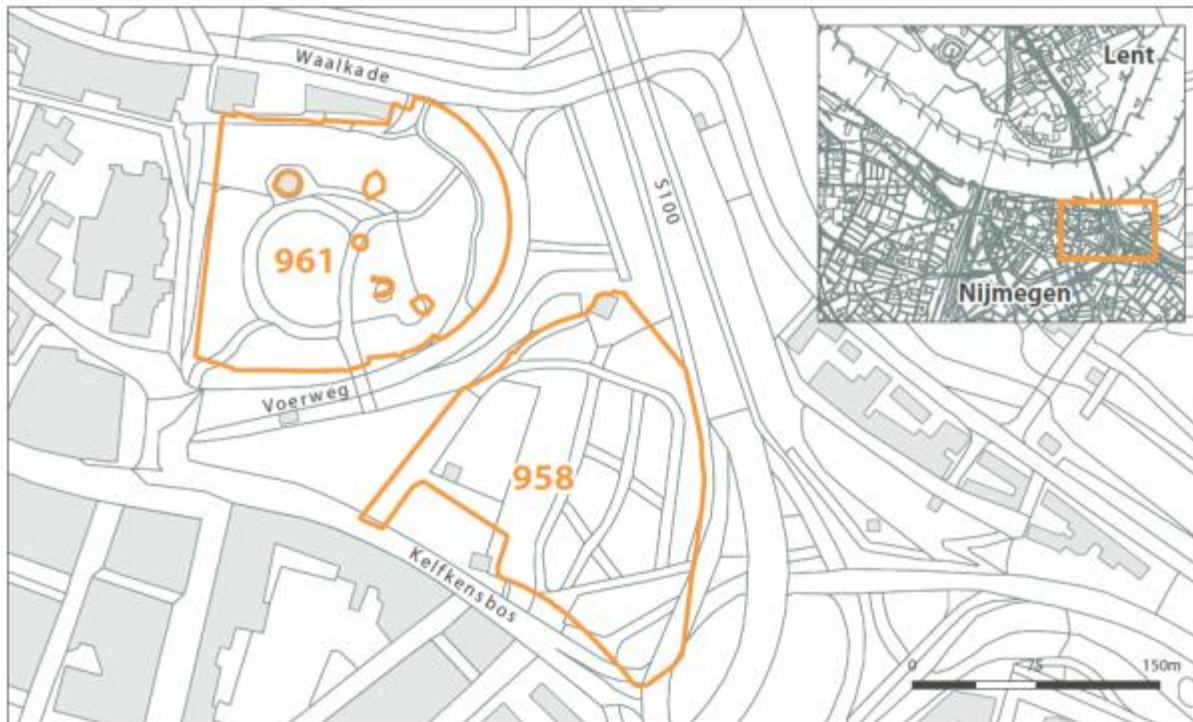 Waalkade
Lent
S100
961
Nijmegen
Voerweg
958
Kelfkensbos
0 75 150m